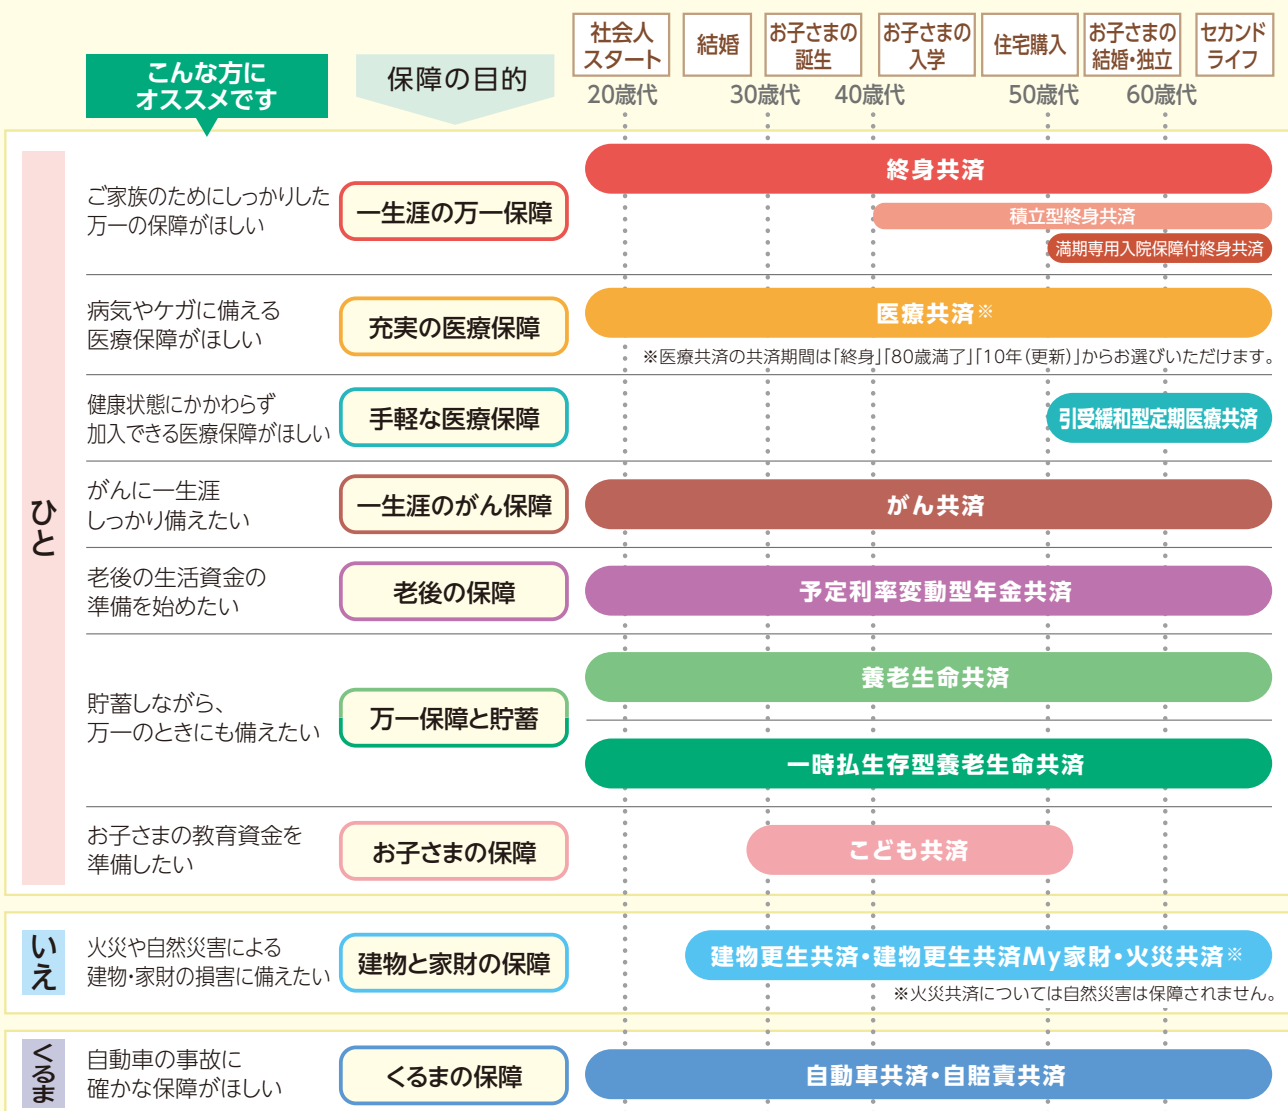 こんな方に
オススメです
保障の目的
社会人
スタート
結婚
お子さまの
誕生
お子さまの
入学
住宅購入
お子さまの
結婚・独立
セカンド
ライフ
20歳代
30歳代
40歳代
50歳代
60歳代
ひと
ご家族のためにしっかりした
万一の保障がほしい
一生涯の万一保障
終身共済
積立型終身共済
満期専用入院保障付終身共済
病気やケガに備える
医療保障がほしい
充実の医療保障
医療共済※
※医療共済の共済期間は「終身」「80歳満了」「10年(更新)」からお選びいただけます。
健康状態にかかわらず
加入できる医療保障がほしい
手軽な医療保障
引受緩和型定期医療共済
がんに一生涯
しっかり備えたい
一生涯のがん保障
がん共済
老後の生活資金の
準備を始めたい
老後の保障
予定利率変動型年金共済
貯蓄しながら、
万一のときにも備えたい
万一保障と貯蓄
養老生命共済
一時払生存型養老生命共済
お子さまの教育資金を
準備したい
お子さまの保障
こども共済
いえ
火災や自然災害による
建物・家財の損害に備えたい
建物と家財の保障
建物更生共済・建物更生共済My家財・火災共済※
※火災共済については自然災害は保障されません。
くるま
自動車の事故に
確かな保障がほしい
くるまの保障
自動車共済・自賠責共済